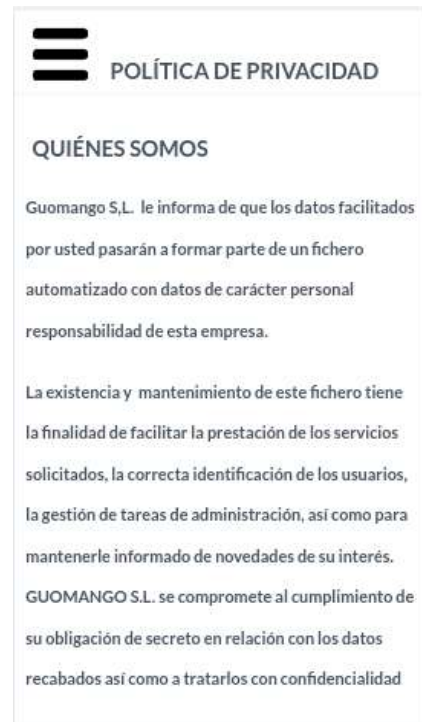 POLÍTICA DE PRIVACIDAD
QUIÉNES SOMOS
Guomango S,L. le informa de que los datos facilitados
por usted pasarán a formar parte de un fichero
automatizado con datos de carácter personal
responsabilidad de esta empresa.
La existencia y mantenimiento de este fichero tiene
la finalidad de facilitar la prestación de los servicios
solicitados, la correcta identificación de los usuarios,
la gestión de tareas de administración, así como para
mantenerle informado de novedades de su interés.
GUOMANGO S.L. se compromete al cumplimiento de
su obligación de secreto en relación con los datos
recabados así como a tratarlos con confidencialidad